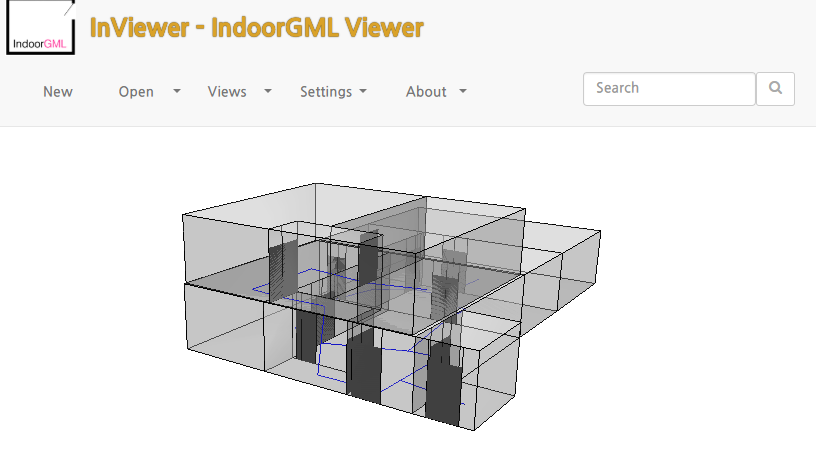 IndoorGML
InViewer - IndoorGML Viewer
New Open Views Settings About Search